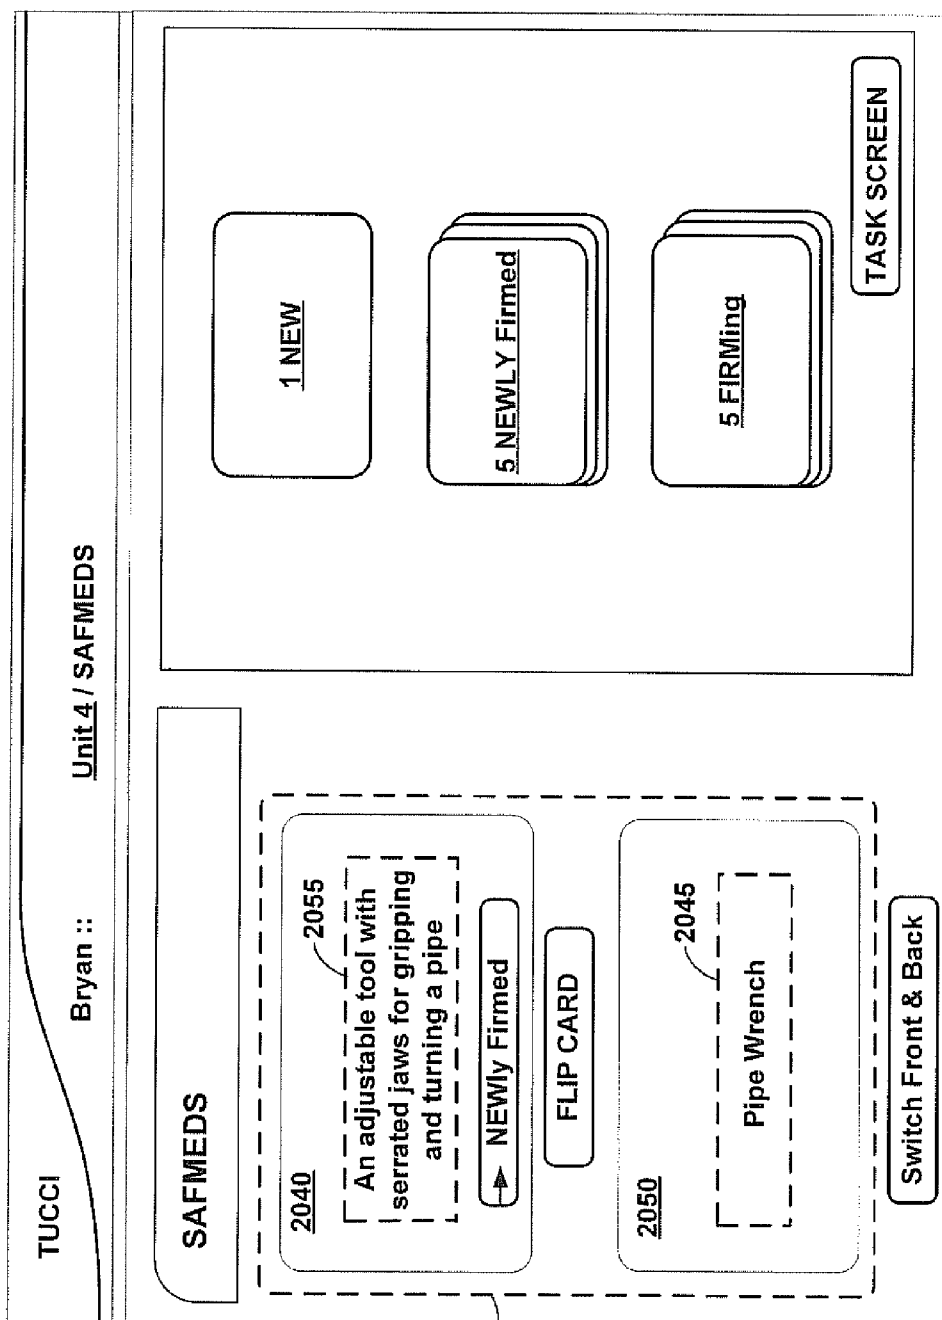 TUCCI
Bryan ::
Unit 4 / SAFMEDS
SAFMEDS
2040
2055
An adjustable tool with
serrated jaws for gripping
and turning a pipe
NEWly Firmed
FLIP CARD
2050
2045
Pipe Wrench
Switch Front & Back
1 NEW
5 NEWLY Firmed
5 FIRMing
TASK SCREEN